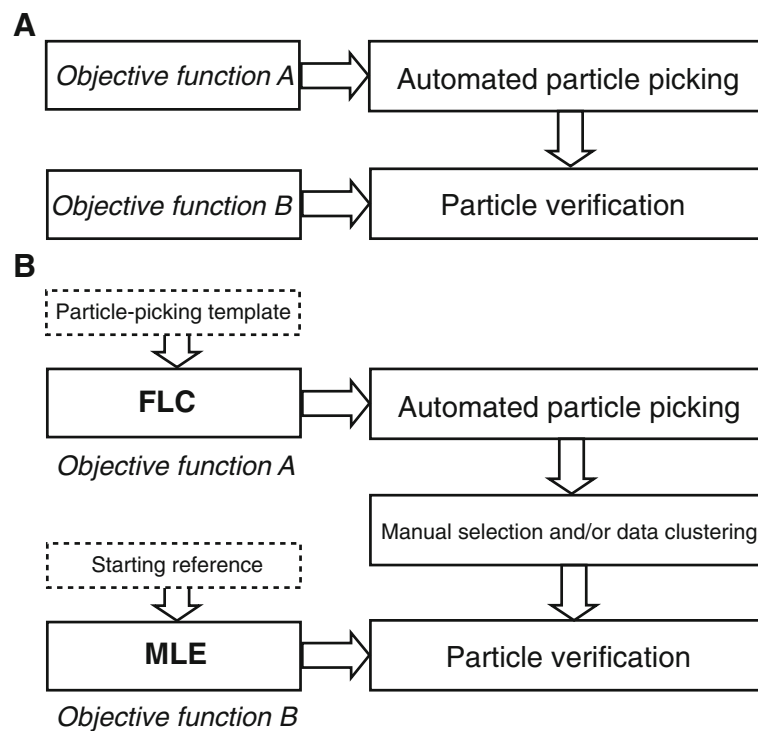 A
Objective function A
Automated particle picking
Objective function B
Particle verification
B
Particle-picking template
FLC
Automated particle picking
Objective function A
Manual selection and/or data clustering
Starting reference
MLE
Particle verification
Objective function B